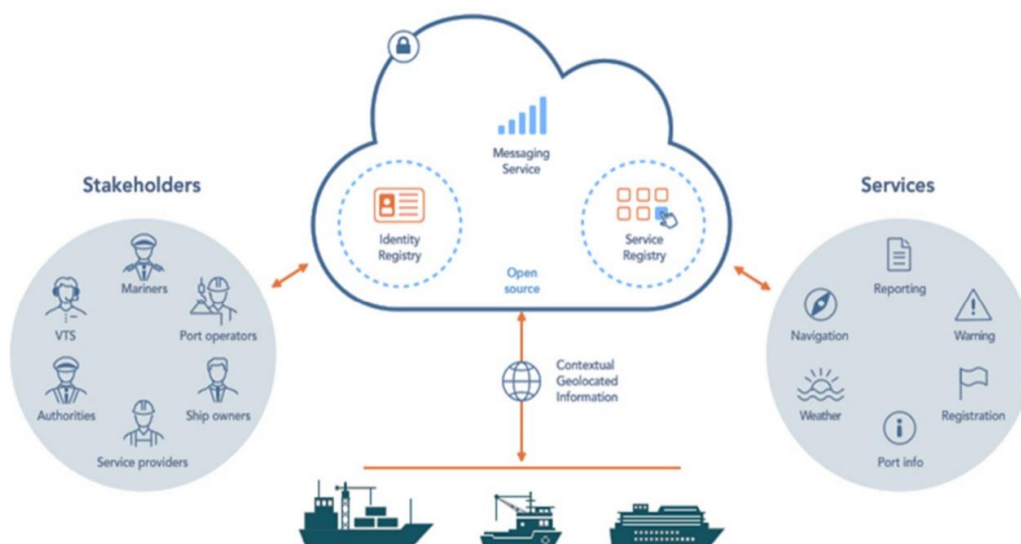 Messaging
Service
Stakeholders
Services
Identity
Registry
Service
Registry
Open
source
Mariners
VTS
Port operators
Authorities
Ship owners
Service providers
Contextual
Geolocated
Information
Reporting
Navigation
Warning
Weather
Registration
Port info